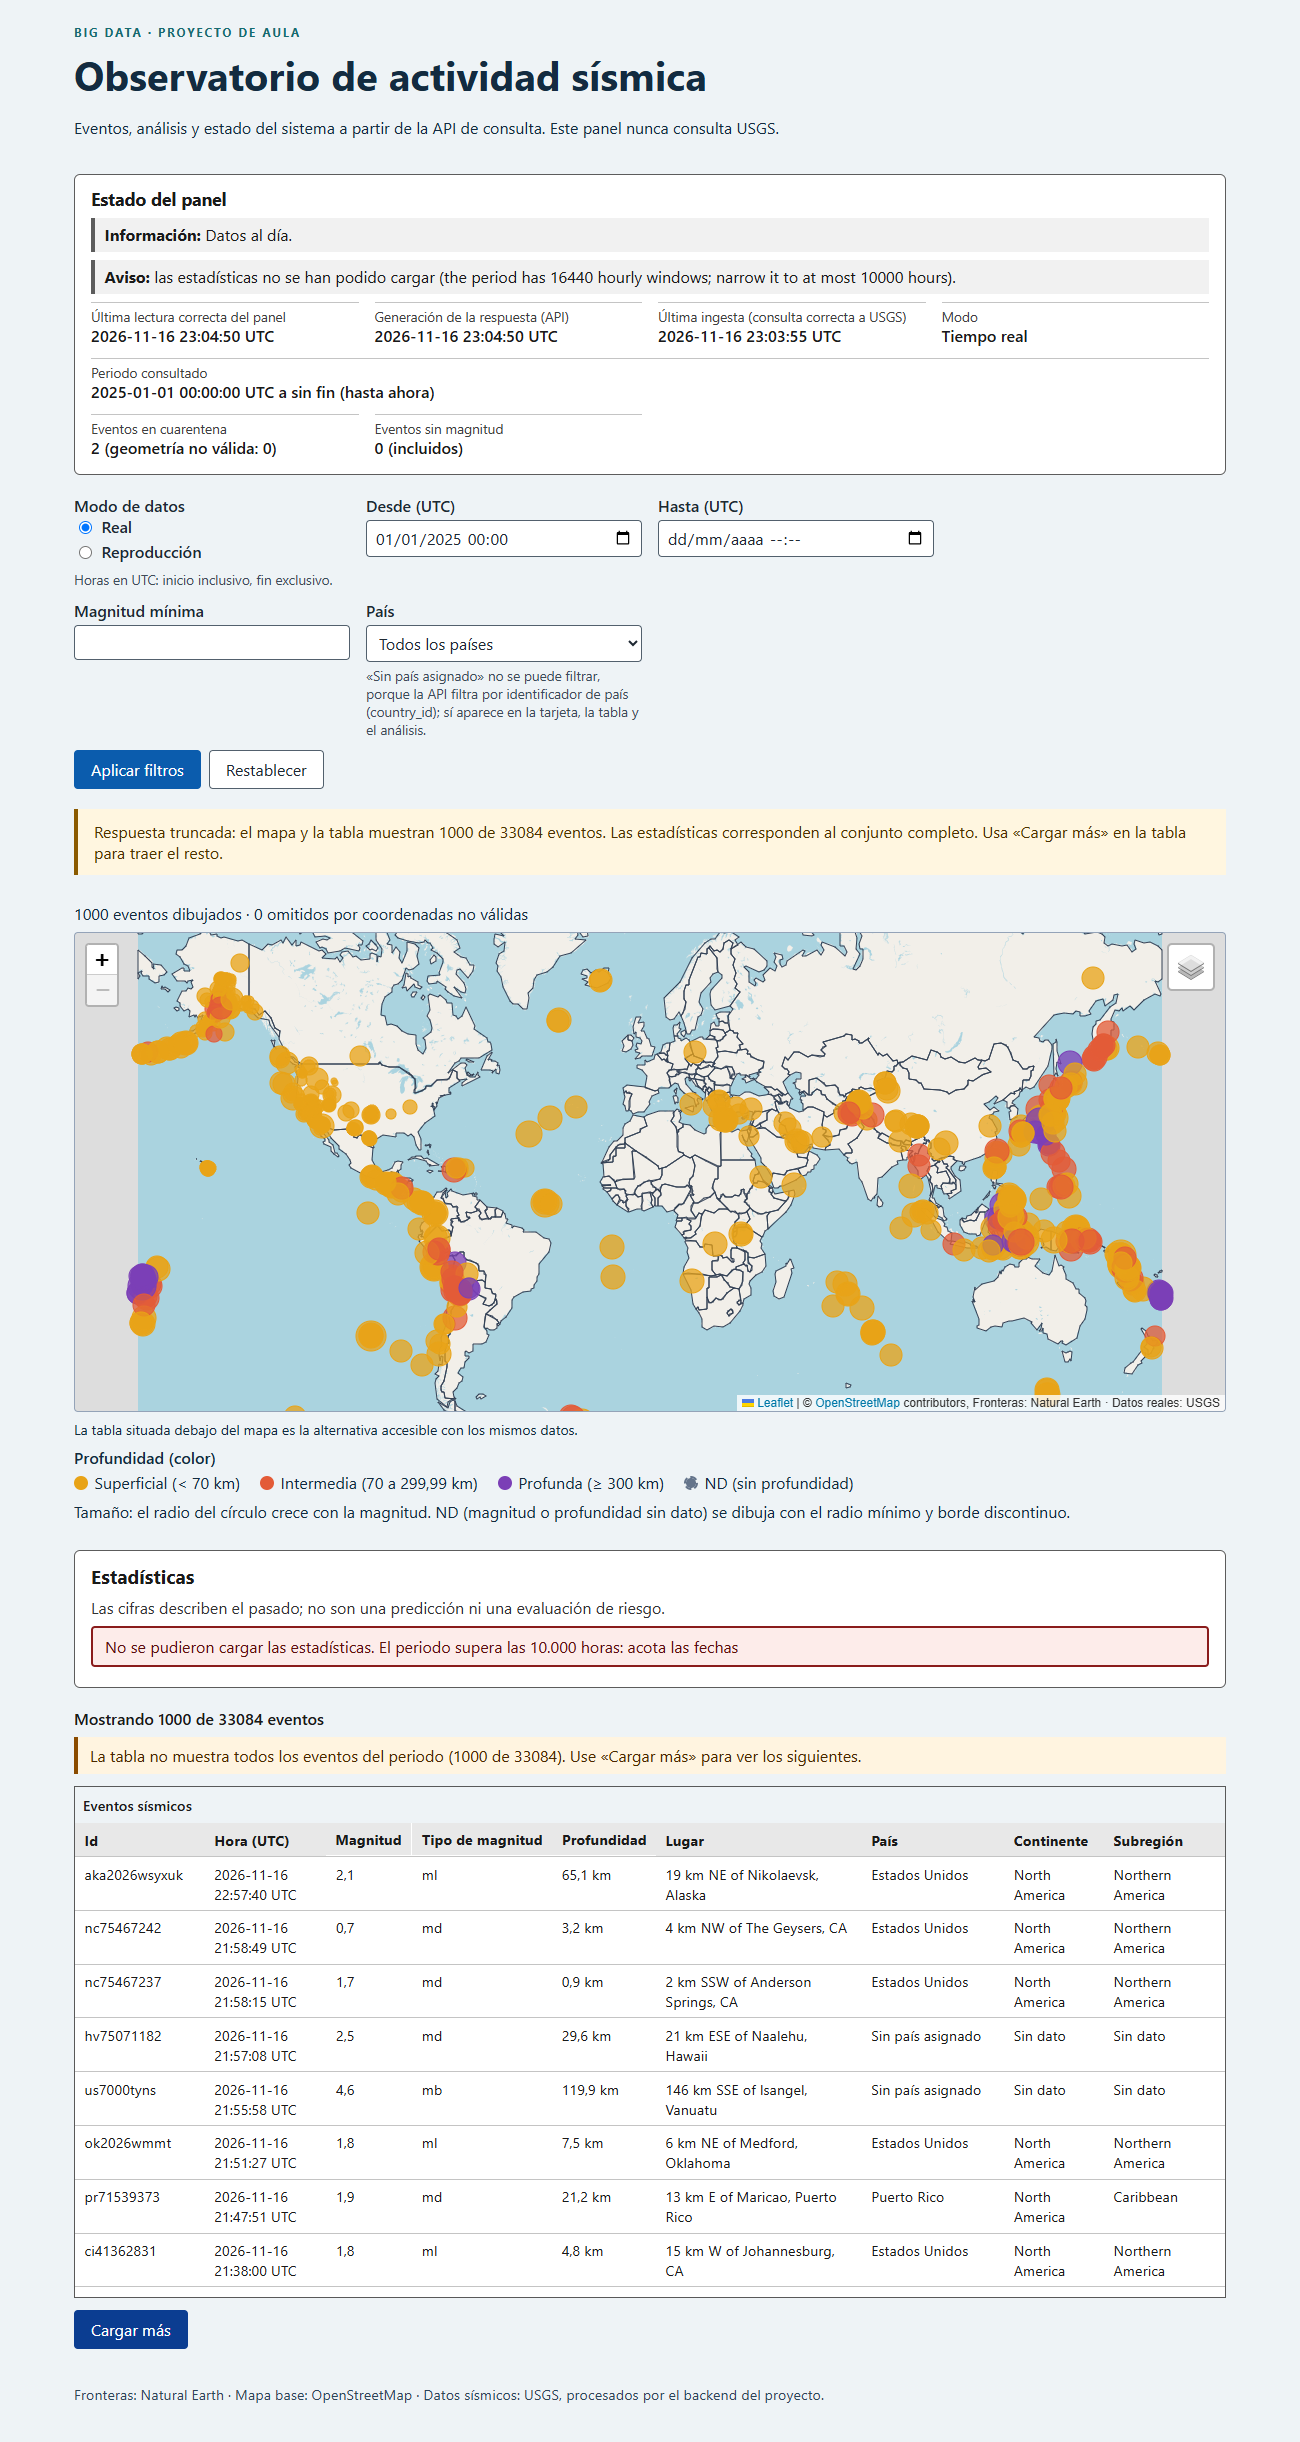 BIG DATA · PROYECTO DE AULA
Observatorio de actividad sísmica
Eventos, análisis y estado del sistema a partir de la API de consulta. Este panel nunca consulta USGS.
Estado del panel
Información: Datos al día.
Aviso: las estadísticas no se han podido cargar (the period has 16440 hourly windows; narrow it to at most 10000 hours).
Última lectura correcta del panel
2026-11-16 23:04:50 UTC
Generación de la respuesta (API)
2026-11-16 23:04:50 UTC
Última ingesta (consulta correcta a USGS)
2026-11-16 23:03:55 UTC
Modo
Tiempo real
Periodo consultado
2025-01-01 00:00:00 UTC a sin fin (hasta ahora)
Eventos en cuarentena
2 (geometría no válida: 0)
Eventos sin magnitud
0 (incluidos)
Modo de datos
Real
Reproducción
Horas en UTC: inicio inclusivo, fin exclusivo.
Desde (UTC)
01/01/2025 00:00
Hasta (UTC)
dd/mm/aaaa --:--
Magnitud mínima
País
Todos los países
«Sin país asignado» no se puede filtrar,
porque la API filtra por identificador de país
(country_id); sí aparece en la tarjeta, la tabla y
el análisis.
Aplicar filtros
Restablecer
Respuesta truncada: el mapa y la tabla muestran 1000 de 33084 eventos. Las estadísticas corresponden al conjunto completo. Usa «Cargar más» en la tabla
para traer el resto.
1000 eventos dibujados · 0 omitidos por coordenadas no válidas
+
−
Leaflet | © OpenStreetMap contributors, Fronteras: Natural Earth · Datos reales: USGS
La tabla situada debajo del mapa es la alternativa accesible con los mismos datos.
Profundidad (color)
Superficial (< 70 km)
Intermedia (70 a 299,99 km)
Profunda (≥ 300 km)
ND (sin profundidad)
Tamaño: el radio del círculo crece con la magnitud. ND (magnitud o profundidad sin dato) se dibuja con el radio mínimo y borde discontinuo.
Estadísticas
Las cifras describen el pasado; no son una predicción ni una evaluación de riesgo.
No se pudieron cargar las estadísticas. El periodo supera las 10.000 horas: acota las fechas
Mostrando 1000 de 33084 eventos
La tabla no muestra todos los eventos del periodo (1000 de 33084). Use «Cargar más» para ver los siguientes.
Eventos sísmicos
Id Hora (UTC) Magnitud Tipo de magnitud Profundidad Lugar País Continente Subregión
aka2026wsyxuk 2026-11-16 2,1 ml 65,1 km 19 km NE of Nikolaevsk, Estados Unidos North Northern
22:57:40 UTC Alaska America America
nc75467242 2026-11-16 0,7 md 3,2 km 4 km NW of The Geysers, CA Estados Unidos North Northern
21:58:49 UTC America America
nc75467237 2026-11-16 1,7 md 0,9 km 2 km SSW of Anderson Estados Unidos North Northern
21:58:15 UTC Springs, CA America America
hv75071182 2026-11-16 2,5 md 29,6 km 21 km ESE of Naalehu, Sin país asignado Sin dato Sin dato
21:57:08 UTC Hawaii
us7000tyns 2026-11-16 4,6 mb 119,9 km 146 km SSE of Isangel, Sin país asignado Sin dato Sin dato
21:55:58 UTC Vanuatu
ok2026wmmt 2026-11-16 1,8 ml 7,5 km 6 km NE of Medford, Estados Unidos North Northern
21:51:27 UTC Oklahoma America America
pr71539373 2026-11-16 1,9 md 21,2 km 13 km E of Maricao, Puerto Puerto Rico North Caribbean
21:47:51 UTC Rico America
ci41362831 2026-11-16 1,8 ml 4,8 km 15 km W of Johannesburg, Estados Unidos North Northern
21:38:00 UTC CA America America
Cargar más
Fronteras: Natural Earth · Mapa base: OpenStreetMap · Datos sísmicos: USGS, procesados por el backend del proyecto.